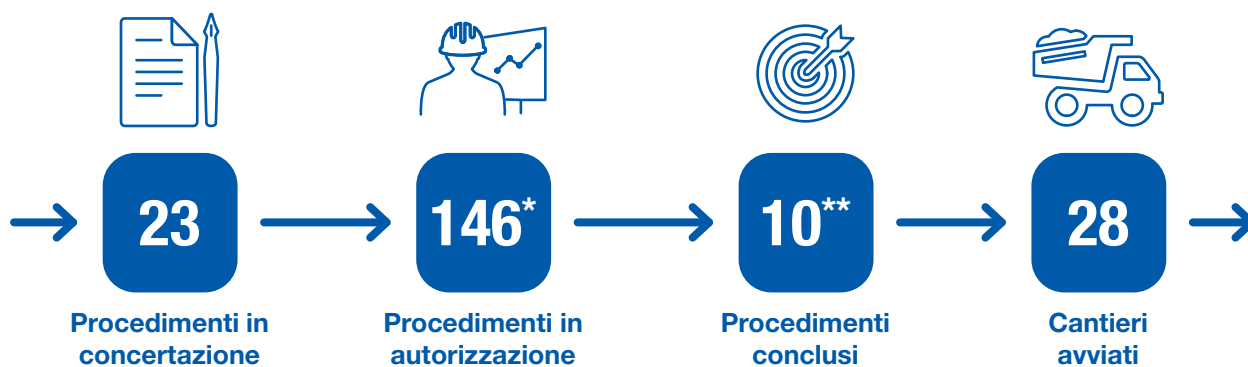 23
146*
10**
28
Procedimenti in
concertazione
Procedimenti in
autorizzazione
Procedimenti
conclusi
Cantieri
avviati